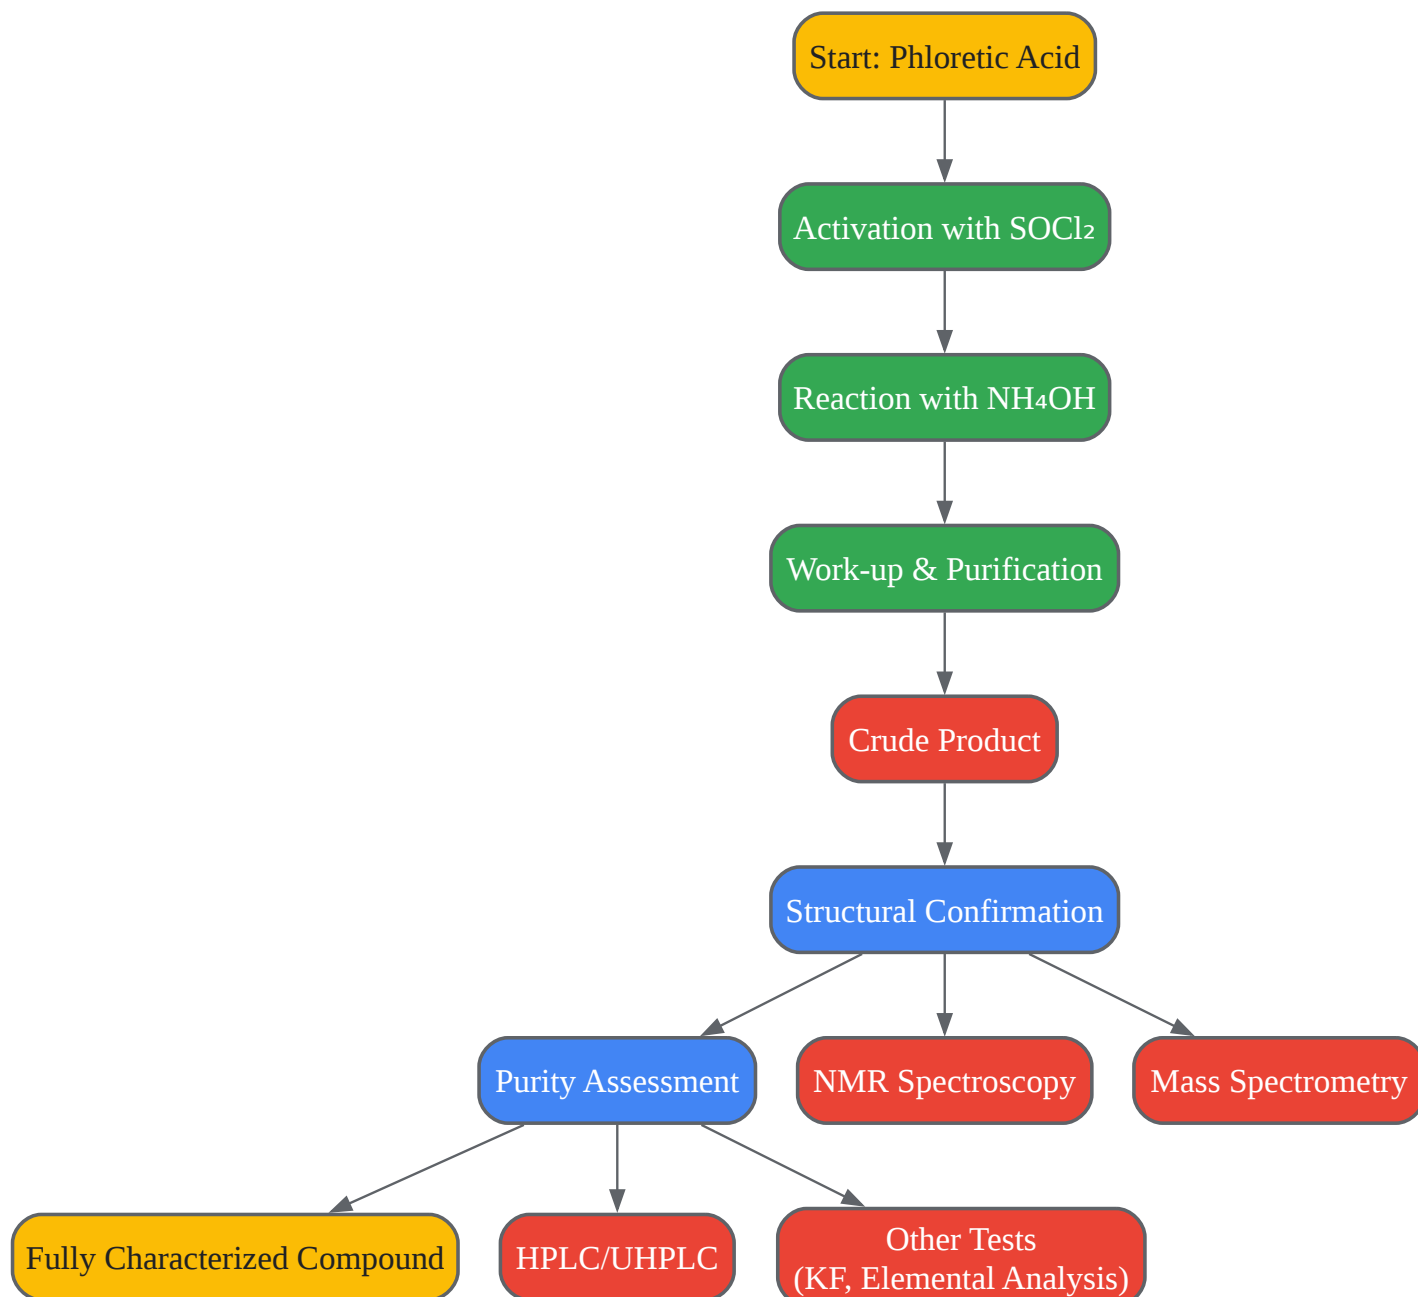 Start: Phloretic Acid
Activation with SOCl₂
Reaction with NH₄OH
Work-up & Purification
Crude Product
Structural Confirmation
Purity Assessment
NMR Spectroscopy
Mass Spectrometry
Fully Characterized Compound
HPLC/UHPLC
Other Tests
(KF, Elemental Analysis)